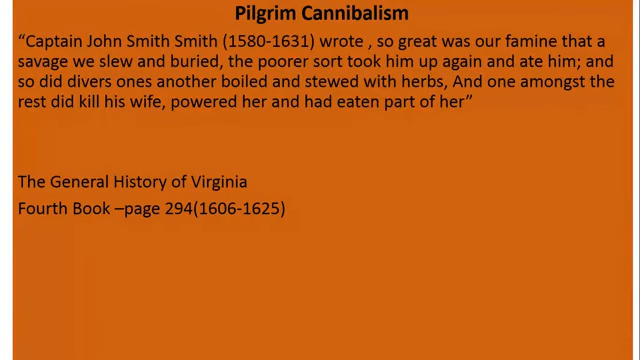 Pilgrim Cannibalism
“Captain John Smith Smith (1580-1631) wrote , so great was our famine that a
savage we slew and buried, the poorer sort took him up again and ate him; and
so did divers ones another boiled and stewed with herbs, And one amongst the
rest did kill his wife, powered her and had eaten part of her”
The General History of Virginia
Fourth Book –page 294(1606-1625)